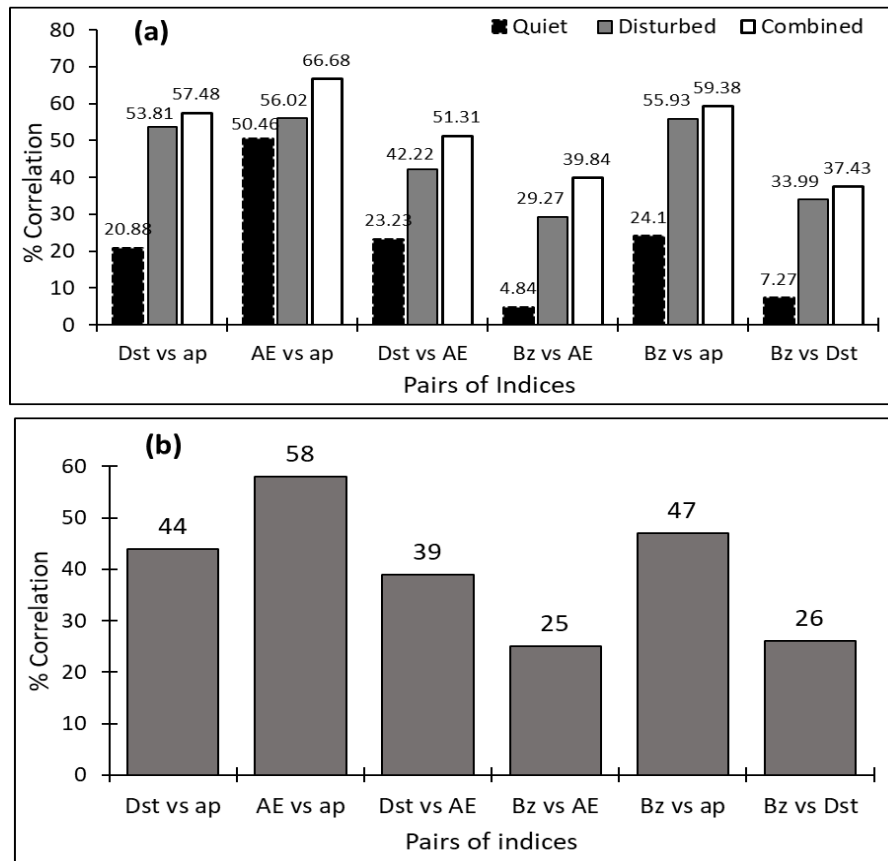 (a)
Quiet Disturbed Combined
% Correlation
80
70
60
50
40
30
20
10
0
20.88 53.81 57.48
50.46 56.02 66.68
23.23 42.22 51.31
4.84 29.27 39.84
24.1 55.93 59.38
7.27 33.99 37.43
Dst vs ap AE vs ap Dst vs AE Bz vs AE Bz vs ap Bz vs Dst
Pairs of Indices
(b)
% Correlation
60
50
40
30
20
10
0
44 58 39 25 47 26
Dst vs ap AE vs ap Dst vs AE Bz vs AE Bz vs ap Bz vs Dst
Pairs of indices